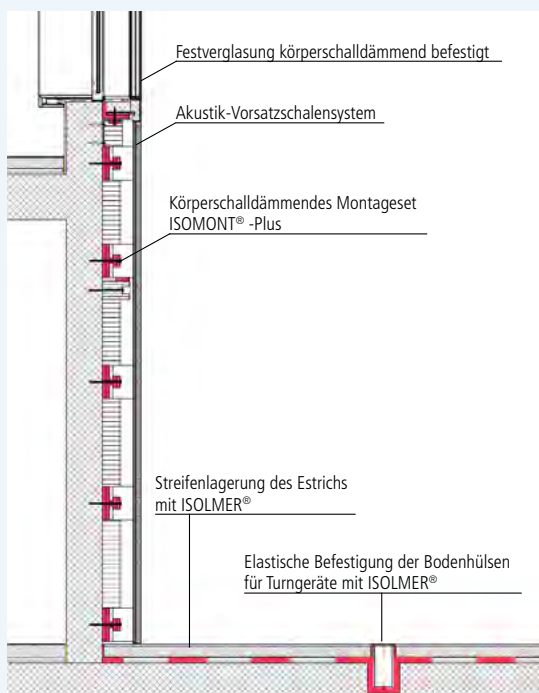 Festverglasung körperschalldämmend befestigt
Akustik-Vorsatzschalensystem
Körperschalldämmendes Montageset
ISOMONT® -Plus
Streifenlagerung des Estrichs
mit ISOLMER®
Elastische Befestigung der Bodenhülsen
für Turngeräte mit ISOLMER®